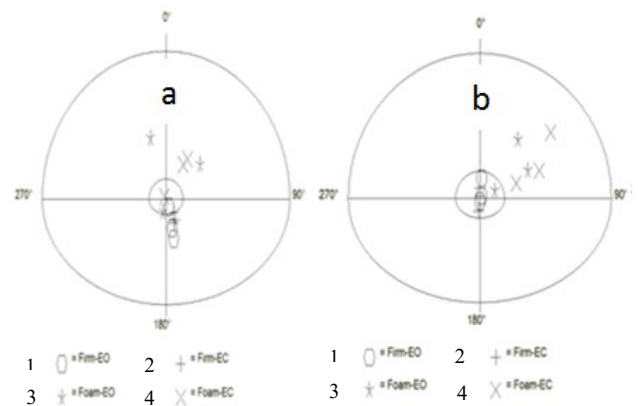 0° 0°
a b
270° 90° 270° 90°
180° 180°
1 = Firm-EO 2 = Firm-EC 1 = Firm-EO 2 = Firm-EC
3 = Foam-EO 4 = Foam-EC 3 = Foam-EO 4 = Foam-EC